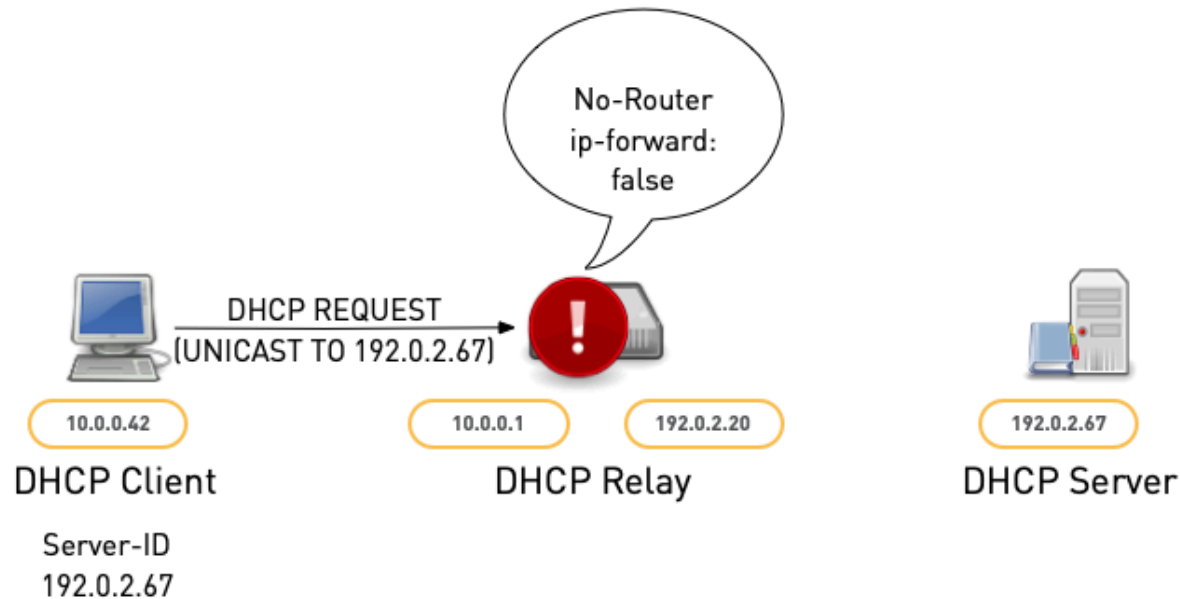 No-Router
ip-forward:
false
DHCP REQUEST
(UNICAST TO 192.0.2.67)
10.0.0.42
10.0.0.1
192.0.2.20
192.0.2.67
DHCP Client
DHCP Relay
DHCP Server
Server-ID
192.0.2.67